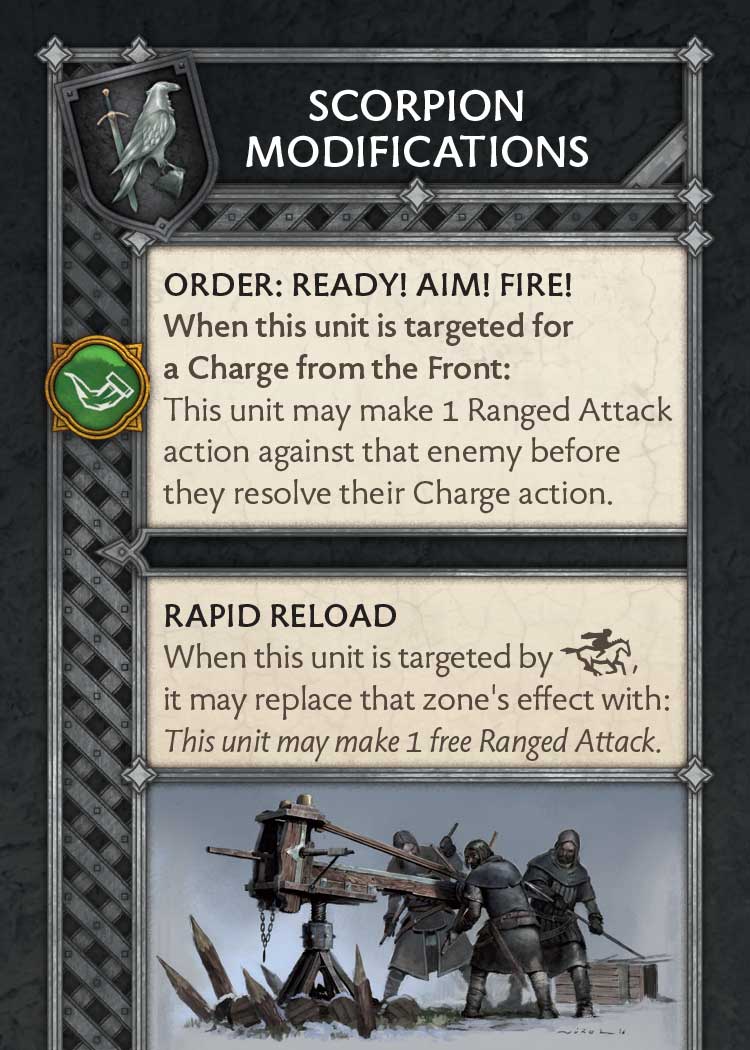 SCORPION
MODIFICATIONS
ORDER: READY! AIM! FIRE!
When this unit is targeted for
a Charge from the Front:
This unit may make 1 Ranged Attack
action against that enemy before
they resolve their Charge action.
RAPID RELOAD
When this unit is targeted by ,
it may replace that zone's effect with:
This unit may make 1 free Ranged Attack.